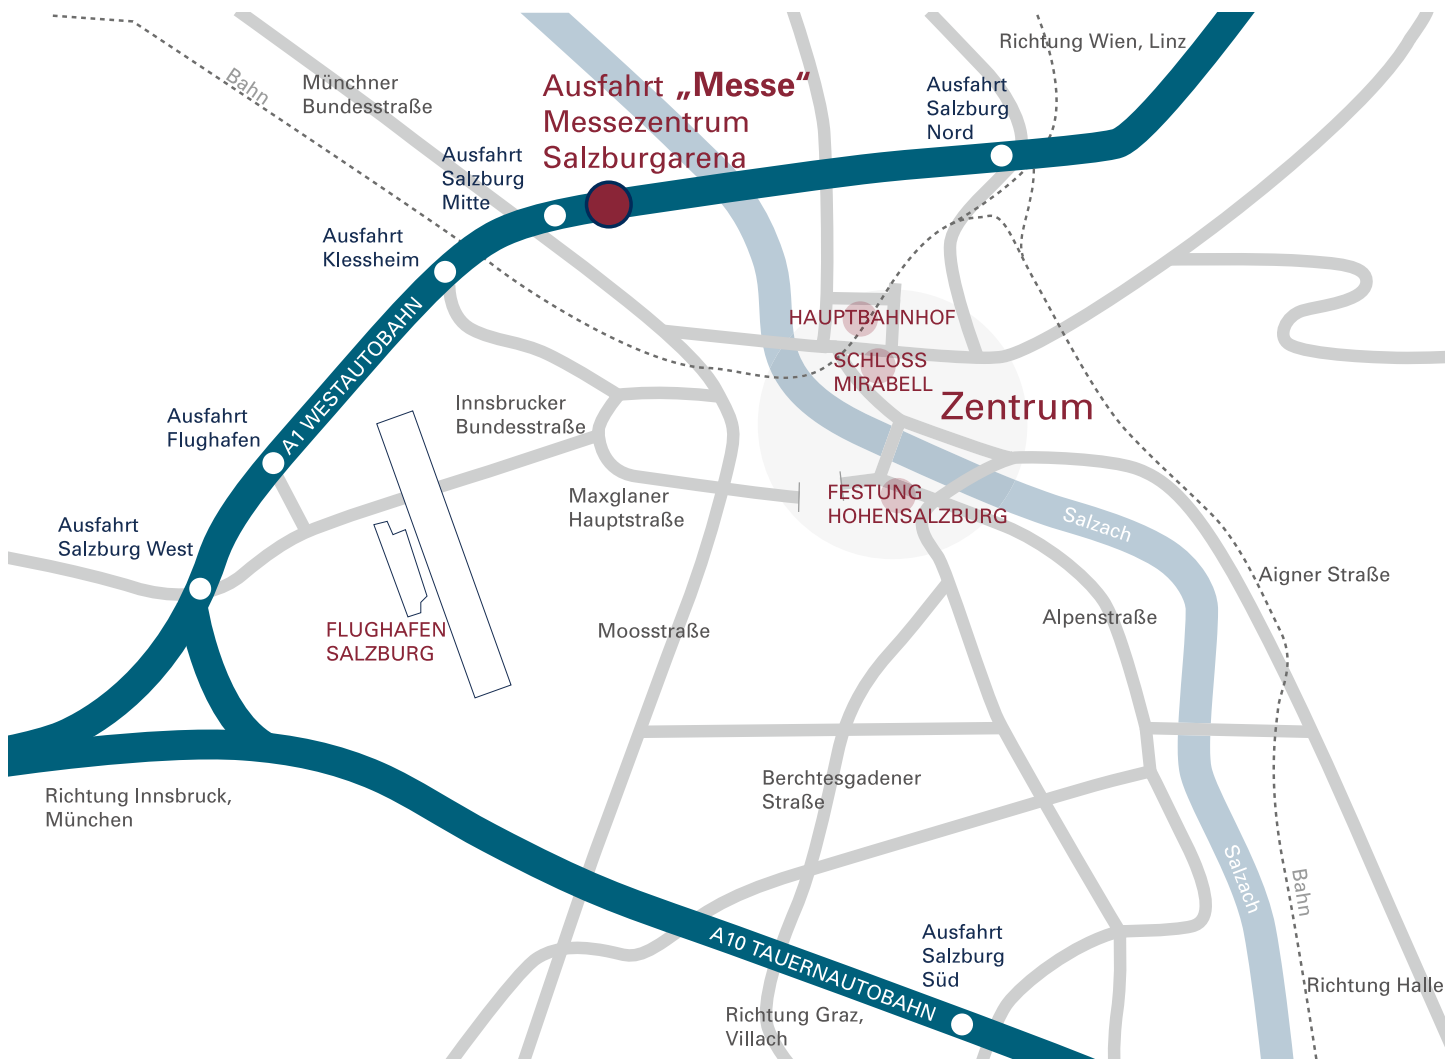 Richtung Wien, Linz
Bahn
Münchner
Bundesstraße
Ausfahrt „Messe“
Messezentrum
Salzburgarena
Ausfahrt
Salzburg
Nord
Ausfahrt
Salzburg
Mitte
Ausfahrt
Klessheim
A1 WESTAUTOBAHN
HAUPTBAHNHOF
SCHLOSS
MIRABELL
Zentrum
Innsbrucker
Bundesstraße
Ausfahrt
Flughafen
Maxglaner
Hauptstraße
FESTUNG
HOHENSALZBURG
Salzach
Ausfahrt
Salzburg West
Aigner Straße
Alpenstraße
FLUGHAFEN
SALZBURG
Moosstraße
Berchtesgadener
Straße
Richtung Innsbruck,
München
Salzach
Bahn
A10 TAUERNAUTOBAHN
Ausfahrt
Salzburg
Süd
Richtung Halle
Richtung Graz,
Villach